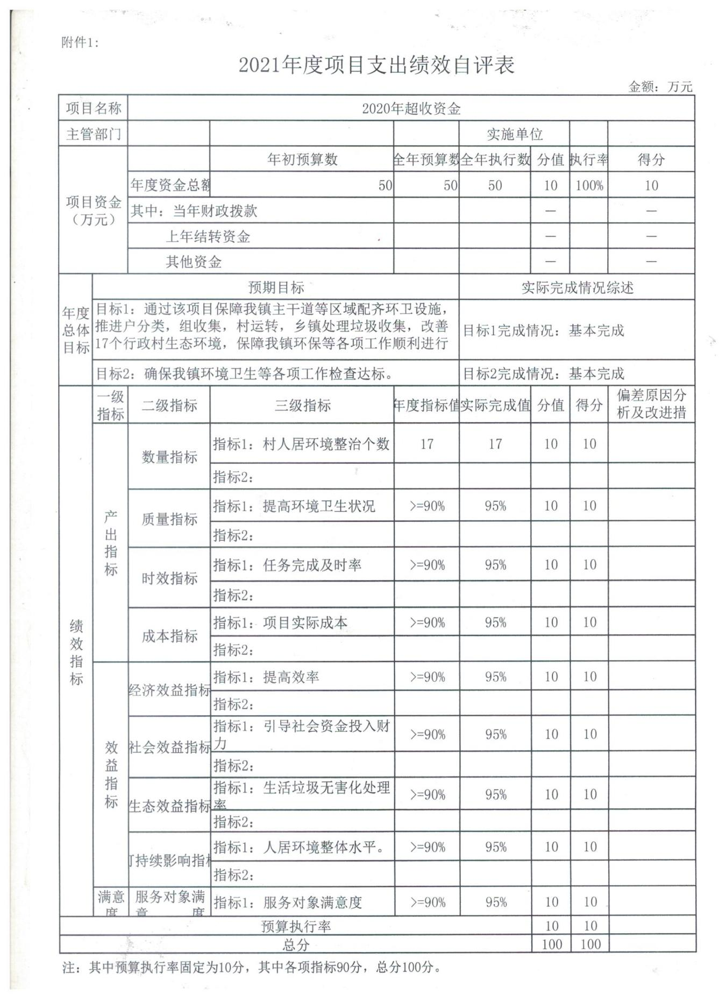 附件1:
2021年度项目支出绩效自评表
金额：万元
项目名称 2020年超收资金
主管部门 实施单位
年初预算数 全年预算数 全年执行数 分值 执行率 得分
项目资金
（万元）
年度资金总额 50 50 50 10 100% 10
其中：当年财政拨款 — —
上年结转资金 — —
其他资金 — —
年度
总体
目标
预期目标 实际完成情况综述
目标1：通过该项目保障我镇主干道等区域配齐环卫设施，
推进户分类，组收集，村运转，乡镇处理垃圾收集，改善
17个行政村生态环境，保障我镇环保等各项工作顺利进行
目标1完成情况：基本完成
目标2：确保我镇环境卫生等各项工作检查达标。 目标2完成情况：基本完成
绩效指标
一级
指标
二级指标 三级指标 年度指标值 实际完成值 分值 得分
偏差原因分
析及改进措
产出指标
数量指标
指标1：村人居环境整治个数 17 17 10 10
指标2：
质量指标
指标1：提高环境卫生状况 >=90% 95% 10 10
指标2：
时效指标
指标1：任务完成及时率 >=90% 95% 10 10
指标2：
成本指标
指标1：项目实际成本 >=90% 95% 10 10
指标2：
效益指标
经济效益指标
指标1：提高效率 >=90% 95% 10 10
指标2：
社会效益指标
指标1：引导社会资金投入财
力
>=90% 95% 10 10
指标2：
生态效益指标
指标1：生活垃圾无害化处理
率
>=90% 95% 10 10
指标2：
可持续影响指标
指标1：人居环境整体水平。 >=90% 95% 10 10
指标2：
满意
度
服务对象满
意 度
指标1：服务对象满意度 >=90% 95% 10 10
预算执行率 10 10
总分 100 100
注：其中预算执行率固定为10分，其中各项指标90分，总分100分。